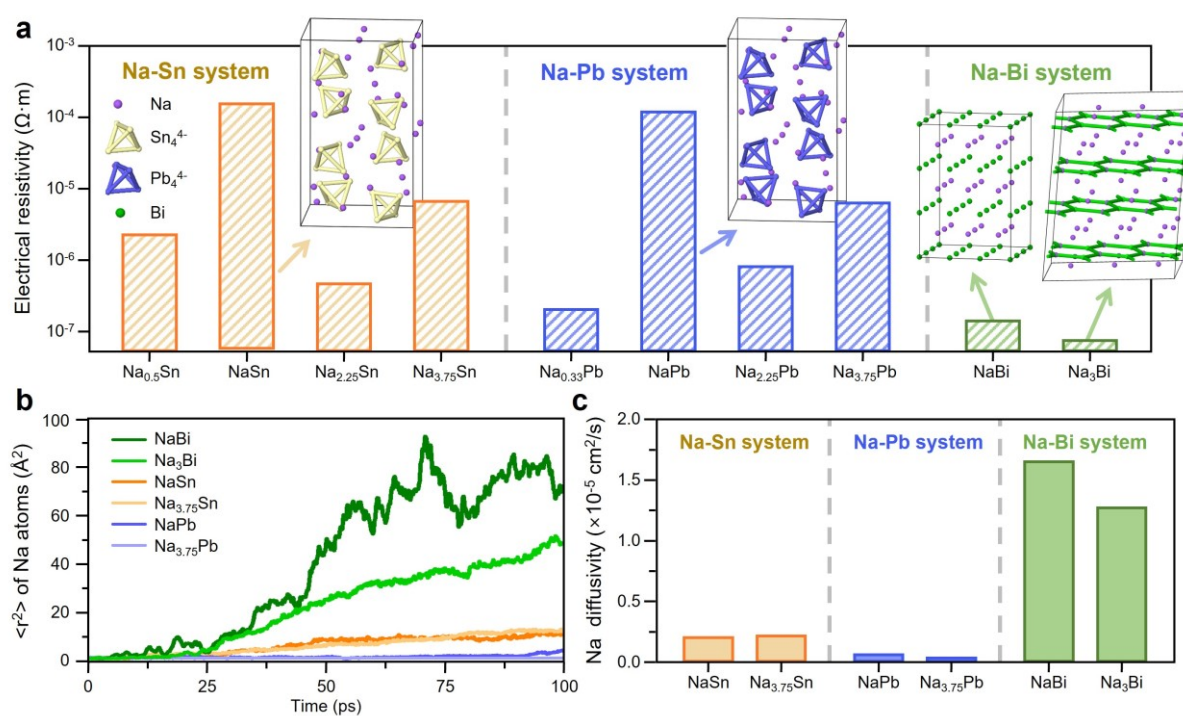 a
Electrical resistivity (Ω·m)
10⁻³
10⁻⁴
10⁻⁵
10⁻⁶
10⁻⁷
Na-Sn system
Na
Sn₄⁴⁻
Pb₄⁴⁻
Bi
Na-Pb system
Na-Bi system
Na₀.₅Sn
NaSn
Na₂.₂₅Sn
Na₃.₇₅Sn
Na₀.₃₃Pb
NaPb
Na₂.₂₅Pb
Na₃.₇₅Pb
NaBi
Na₃Bi
b
<r²> of Na atoms (Å²)
100
80
60
40
20
0
NaBi
Na₃Bi
NaSn
Na₃.₇₅Sn
NaPb
Na₃.₇₅Pb
0
25
50
75
100
Time (ps)
c
Na diffusivity (×10⁻⁵ cm²/s)
2.0
1.5
1.0
0.5
0.0
Na-Sn system
Na-Pb system
Na-Bi system
NaSn
Na₃.₇₅Sn
NaPb
Na₃.₇₅Pb
NaBi
Na₃Bi